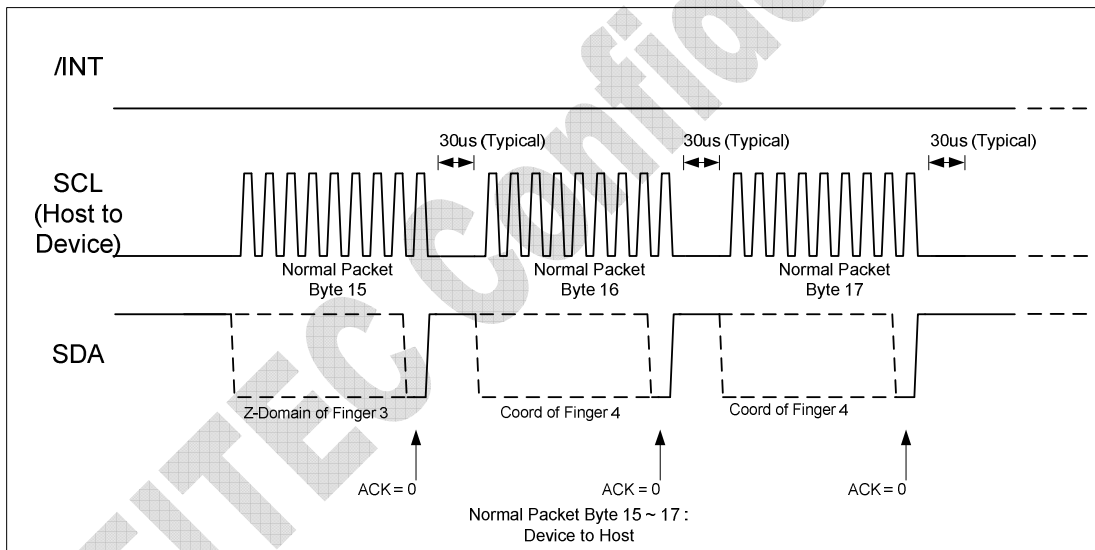 /INT
30us (Typical)
30us (Typical)
30us (Typical)
SCL
(Host to
Device)
Normal Packet
Byte 15
Normal Packet
Byte 16
Normal Packet
Byte 17
SDA
Z-Domain of Finger 3
Coord of Finger 4
Coord of Finger 4
ACK = 0
ACK = 0
ACK = 0
Normal Packet Byte 15 ~ 17 :
Device to Host